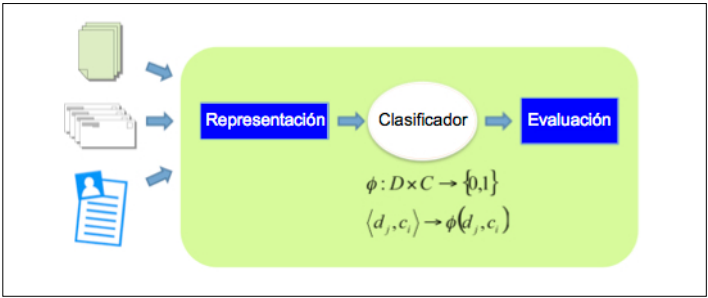 Representación
Clasificador
Evaluación
ϕ : D × C → {0,1}
⟨d_j, c_i⟩ → ϕ(d_j, c_i)